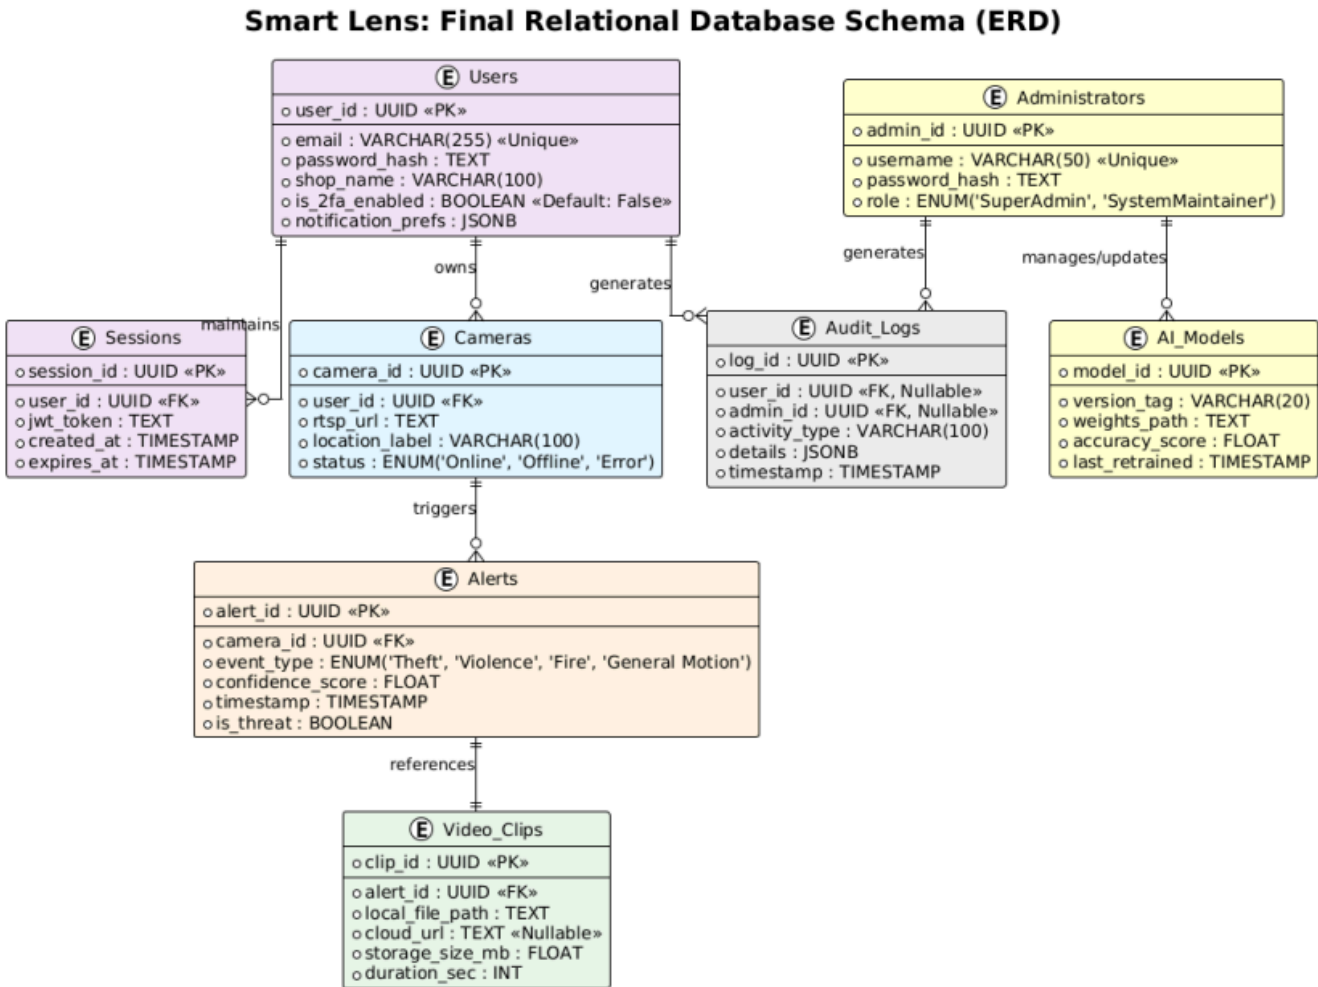 Smart Lens: Final Relational Database Schema (ERD)
E Users
user_id : UUID «PK»
email : VARCHAR(255) «Unique»
password_hash : TEXT
shop_name : VARCHAR(100)
is_2fa_enabled : BOOLEAN «Default: False»
notification_prefs : JSONB
E Administrators
admin_id : UUID «PK»
username : VARCHAR(50) «Unique»
password_hash : TEXT
role : ENUM('SuperAdmin', 'SystemMaintainer')
maintains
owns
generates
generates
manages/updates
E Sessions
session_id : UUID «PK»
user_id : UUID «FK»
jwt_token : TEXT
created_at : TIMESTAMP
expires_at : TIMESTAMP
E Cameras
camera_id : UUID «PK»
user_id : UUID «FK»
rtsp_url : TEXT
location_label : VARCHAR(100)
status : ENUM('Online', 'Offline', 'Error')
E Audit_Logs
log_id : UUID «PK»
user_id : UUID «FK, Nullable»
admin_id : UUID «FK, Nullable»
activity_type : VARCHAR(100)
details : JSONB
timestamp : TIMESTAMP
E AI_Models
model_id : UUID «PK»
version_tag : VARCHAR(20)
weights_path : TEXT
accuracy_score : FLOAT
last_retrained : TIMESTAMP
triggers
E Alerts
alert_id : UUID «PK»
camera_id : UUID «FK»
event_type : ENUM('Theft', 'Violence', 'Fire', 'General Motion')
confidence_score : FLOAT
timestamp : TIMESTAMP
is_threat : BOOLEAN
references
E Video_Clips
clip_id : UUID «PK»
alert_id : UUID «FK»
local_file_path : TEXT
cloud_url : TEXT «Nullable»
storage_size_mb : FLOAT
duration_sec : INT